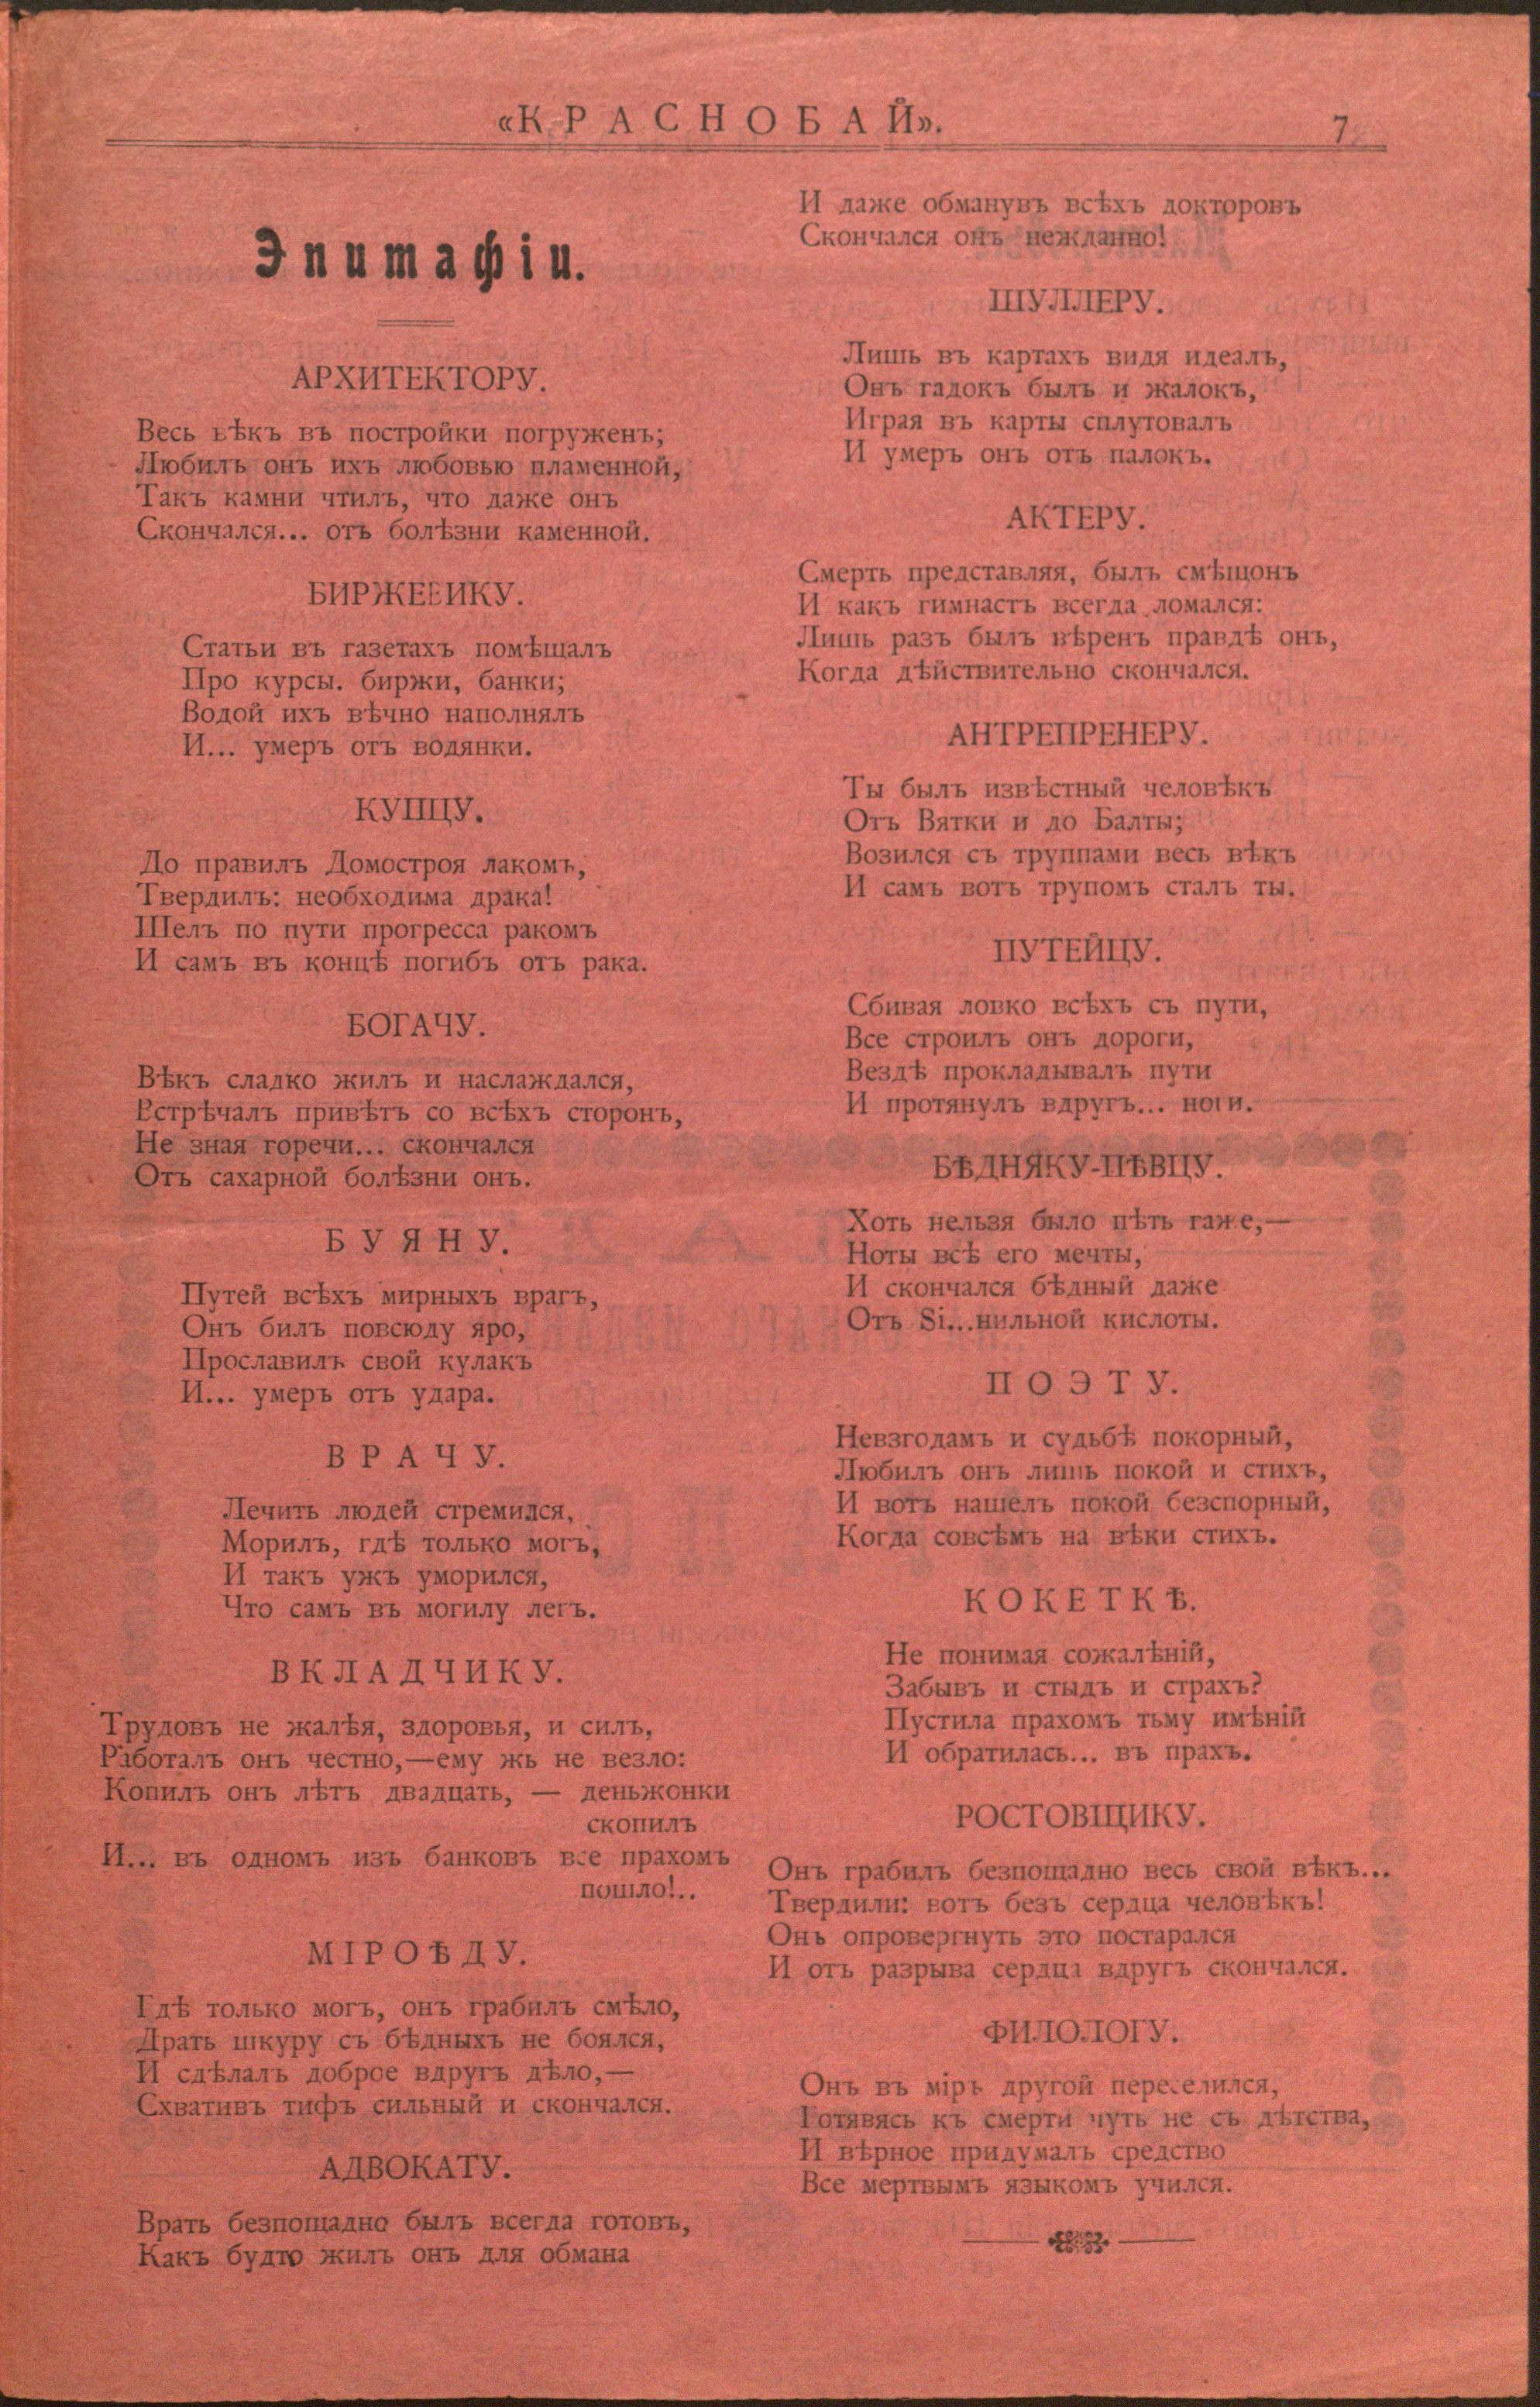 «КРАСНОБАЙ».
7
Эпитафіи.
АРХИТЕКТОРУ.
Весь вѣкъ въ постройки погруженъ;
Любилъ онъ ихъ любовью пламенной,
Такъ камни чтилъ, что даже онъ
Скончался... отъ болѣзни каменной.
БИРЖЕВИКУ.
Статьи въ газетахъ помѣщалъ
Про курсы. биржи, банки;
Водой ихъ вѣчно наполнялъ
И... умеръ отъ водянки.
КУПЦУ.
До правилъ Домостроя лакомъ,
Твердилъ: необходима драка!
Шелъ по пути прогресса ракомъ
И самъ въ концѣ погибъ отъ рака.
БОГАЧУ.
Вѣкъ сладко жилъ и наслаждался,
Встрѣчалъ привѣтъ со всѣхъ сторонъ,
Не зная горечи... скончался
Отъ сахарной болѣзни онъ.
БУЯНУ.
Путей всѣхъ мирныхъ врагъ,
Онъ билъ повсюду яро,
Прославилъ свой кулакъ
И... умеръ отъ удара.
ВРАЧУ.
Лечить людей стремился,
Морилъ, гдѣ только могъ,
И такъ ужъ уморился,
Что самъ въ могилу легъ.
ВКЛАДЧИКУ.
Трудовъ не жалѣя, здоровья, и силъ,
Работалъ онъ честно,—ему жь не везло:
Копилъ онъ лѣтъ двадцать, — деньжонки
скопилъ
И... въ одномъ изъ банковъ все прахомъ
пошло!..
МІРОѢДУ.
Гдѣ только могъ, онъ грабилъ смѣло,
Драть шкуру съ бѣдныхъ не боялся,
И сдѣлалъ доброе вдругъ дѣло,—
Схвативъ тифъ сильный и скончался.
АДВОКАТУ.
Врать безпощадно былъ всегда готовъ,
Какъ будто жилъ онъ для обмана
И даже обманувъ всѣхъ докторовъ
Скончался онъ нежданно!
ШУЛЛЕРУ.
Лишь въ картахъ видя идеалъ,
Онъ гадокъ былъ и жалокъ,
Играя въ карты сплутовалъ
И умеръ онъ отъ палокъ.
АКТЕРУ.
Смерть представляя, былъ смѣшонъ
И какъ гимнастъ всегда ломался:
Лишь разъ былъ вѣренъ правдѣ онъ,
Когда дѣйствительно скончался.
АНТРЕПРЕНЕРУ.
Ты былъ извѣстный человѣкъ
Отъ Вятки и до Балты;
Возился съ труппами весь вѣкъ
И самъ вотъ трупомъ сталъ ты.
ПУТЕЙЦУ.
Сбивая ловко всѣхъ съ пути,
Все строилъ онъ дороги,
Вездѣ прокладывалъ пути
И протянулъ вдругъ... ноги.
БѢДНЯКУ-ПѢВЦУ.
Хоть нельзя было пѣть гаже,—
Ноты всѣ его мечты,
И скончался бѣдный даже
Отъ Si...нильной кислоты.
ПОЭТУ.
Невзгодамъ и судьбѣ покорный,
Любилъ онъ лишь покой и стихъ,
И вотъ нашелъ покой безспорный,
Когда совсѣмъ на вѣки стихъ.
КОКЕТКѢ.
Не понимая сожалѣній,
Забывъ и стыдъ и страхъ?
Пустила прахомъ тьму имѣній
И обратилась... въ прахъ.
РОСТОВЩИКУ.
Онъ грабилъ безпощадно весь свой вѣкъ...
Твердили: вотъ безъ сердца человѣкъ!
Онъ опровергнуть это постарался
И отъ разрыва сердца вдругъ скончался.
ФИЛОЛОГУ.
Онъ въ міръ другой переселился,
Готявясь къ смерти чуть не съ дѣтства,
И вѣрное придумалъ средство
Все мертвымъ языкомъ учился.